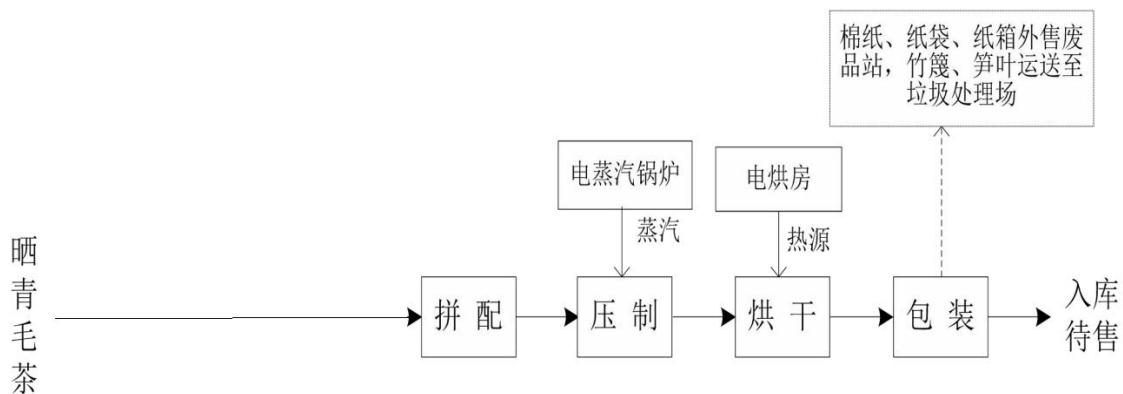 棉纸、纸袋、纸箱外售废
品站，竹篾、笋叶运送至
垃圾处理场
电蒸汽锅炉
电烘房
蒸汽
热源
晒青毛茶
拼配
压制
烘干
包装
入库
待售